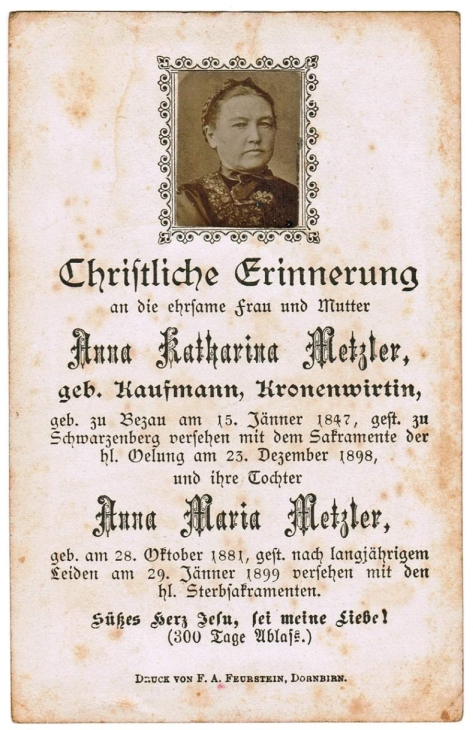 Christliche Erinnerung
an die ehrsame Frau und Mutter
Anna Katharina Metzler,
geb. Kaufmann, Kronenwirtin,
geb. zu Bezau am 15. Jänner 1847, gest. zu
Schwarzenberg versehen mit dem Sakramente der
hl. Oelung am 23. Dezember 1898,
und ihre Tochter
Anna Maria Metzler,
geb. am 28. Oktober 1881, gest. nach langjährigem
Leiden am 29. Jänner 1899 versehen mit den
hl. Sterbsakramenten.
Süßes Herz Jesu, sei meine Liebe!
(300 Tage Ablass.)
Druck von F. A. Feurstein, Dornbirn.